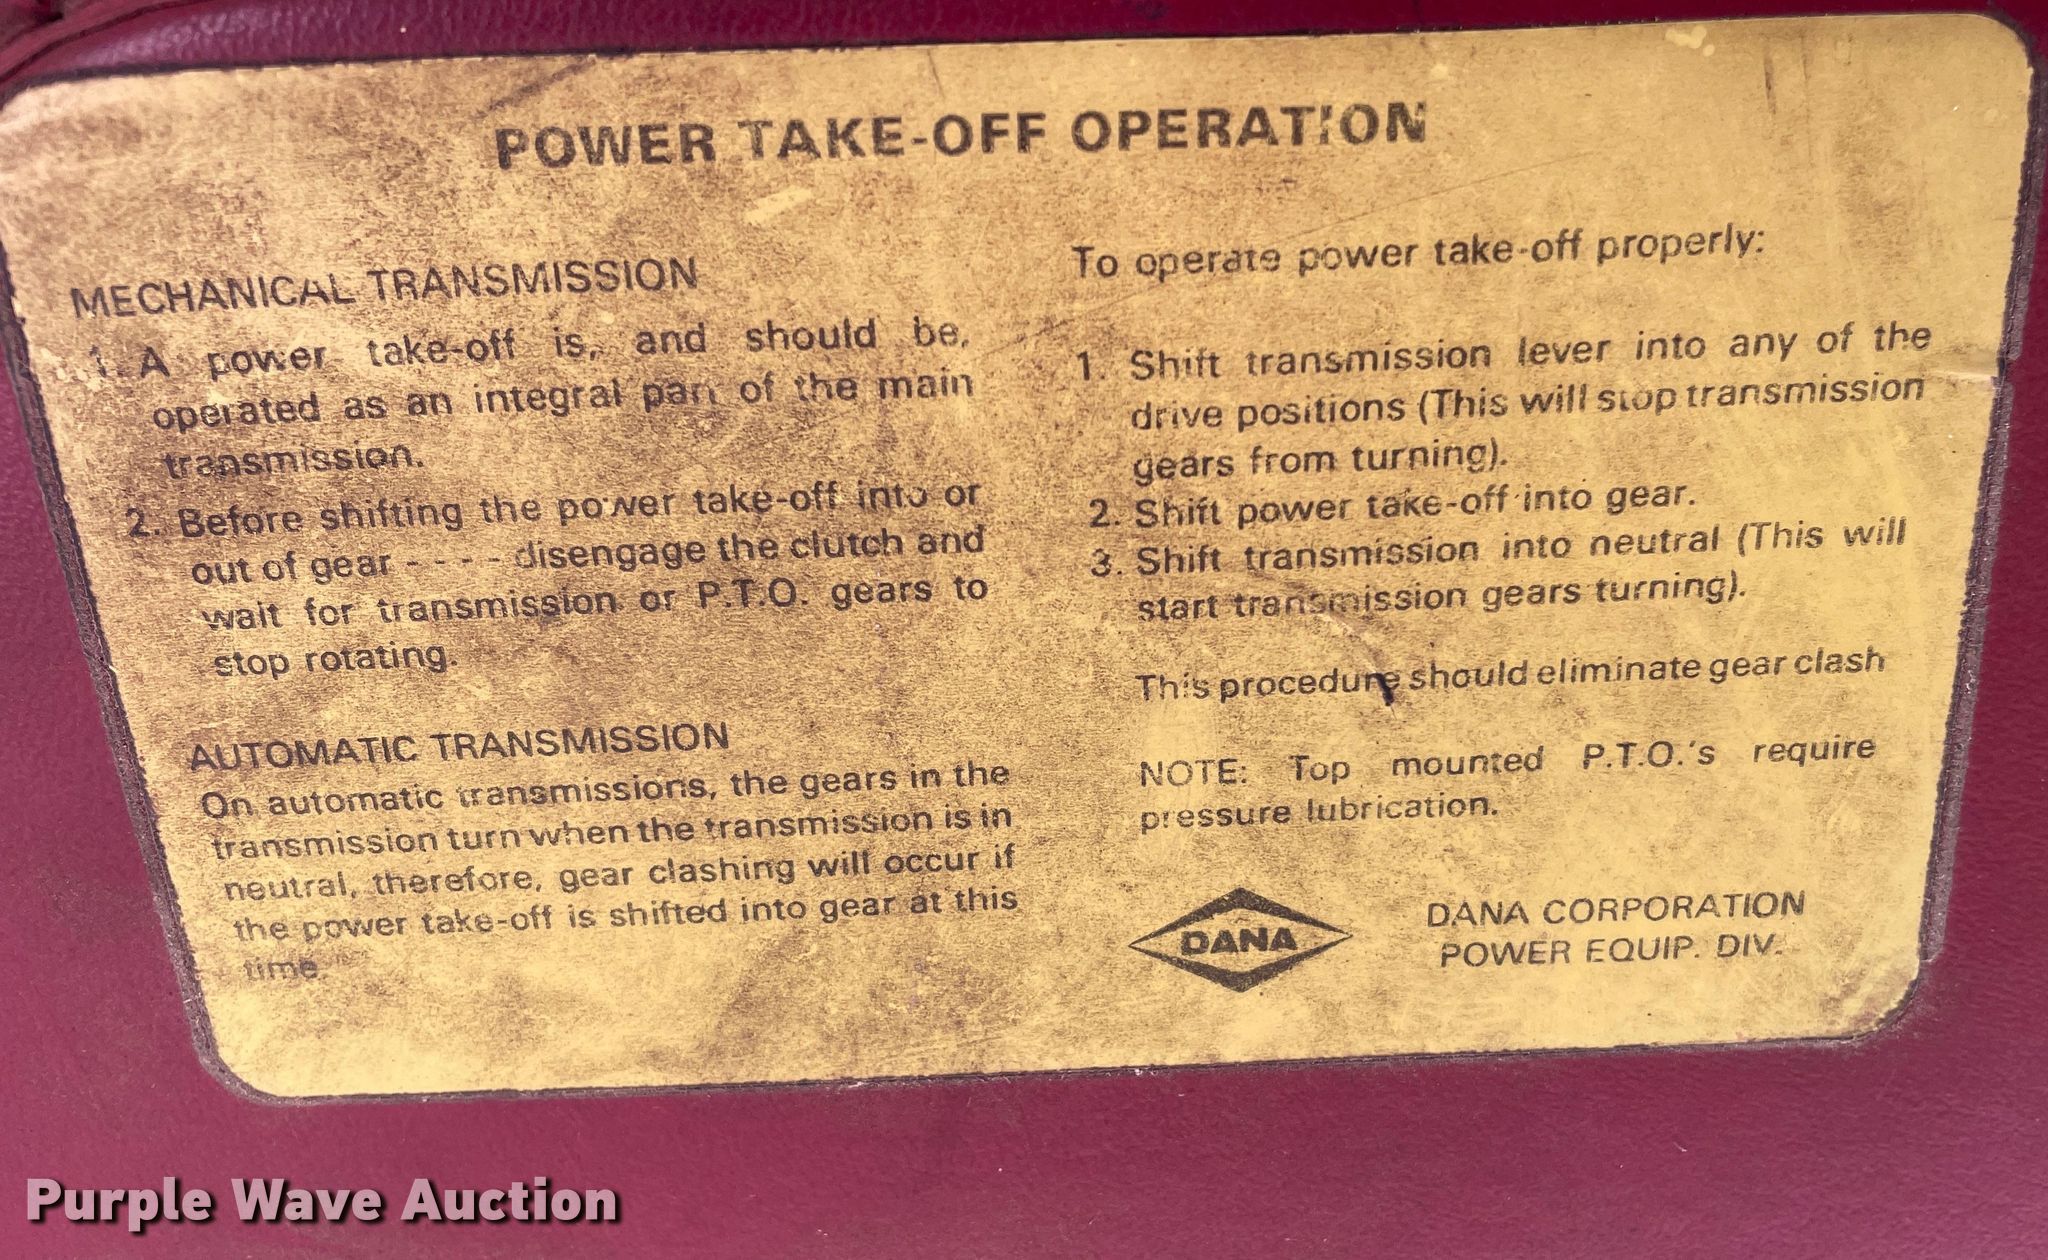 POWER TAKE-OFF OPERATION
MECHANICAL TRANSMISSION
1. A power take-off is, and should be,
operated as an integral part of the main
transmission.
2. Before shifting the power take-off into or
out of gear - - - - disengage the clutch and
wait for transmission or P.T.O. gears to
stop rotating.
AUTOMATIC TRANSMISSION
On automatic transmissions, the gears in the
transmission turn when the transmission is in
neutral, therefore, gear clashing will occur if
the power take-off is shifted into gear at this
time.
To operate power take-off properly:
1. Shift transmission lever into any of the
drive positions (This will stop transmission
gears from turning).
2. Shift power take-off into gear.
3. Shift transmission into neutral (This will
start transmission gears turning).
This procedure should eliminate gear clash
NOTE: Top mounted P.T.O.'s require
pressure lubrication.
DANA
DANA CORPORATION
POWER EQUIP. DIV.
Purple Wave Auction